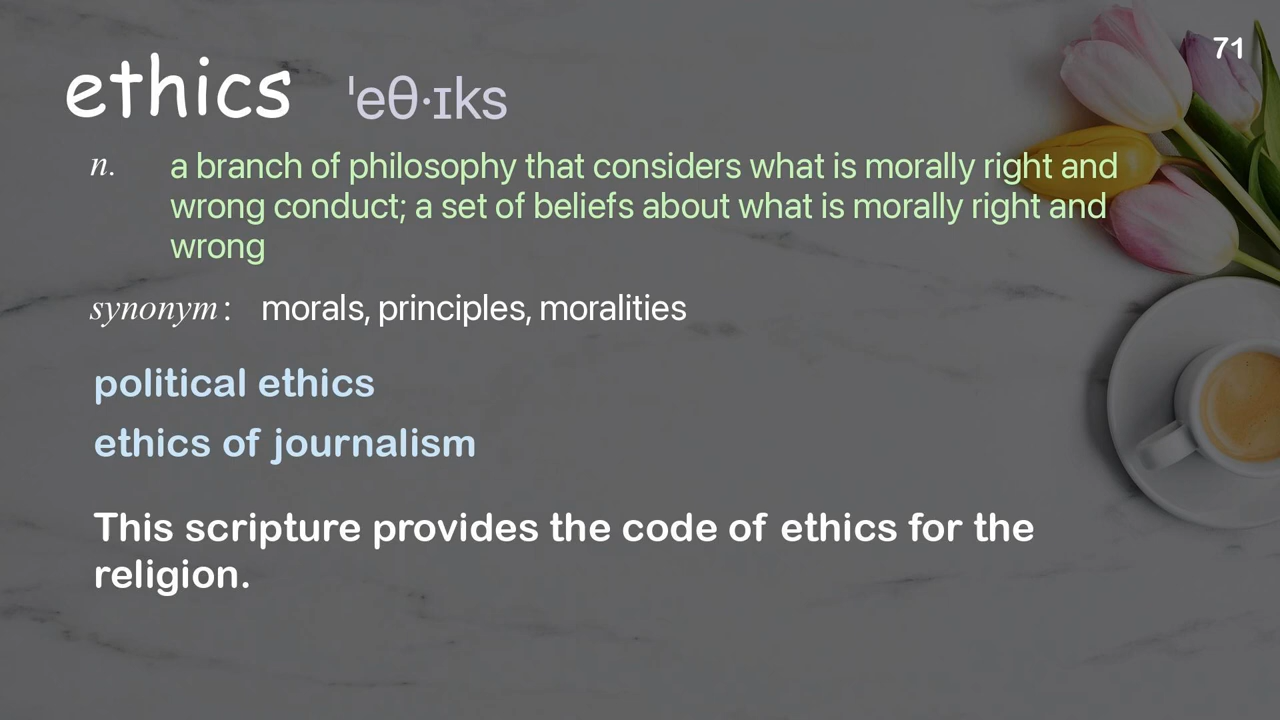 71
ethics ˈeθ·ɪks
n. a branch of philosophy that considers what is morally right and
wrong conduct; a set of beliefs about what is morally right and
wrong
synonym: morals, principles, moralities
political ethics
ethics of journalism
This scripture provides the code of ethics for the
religion.